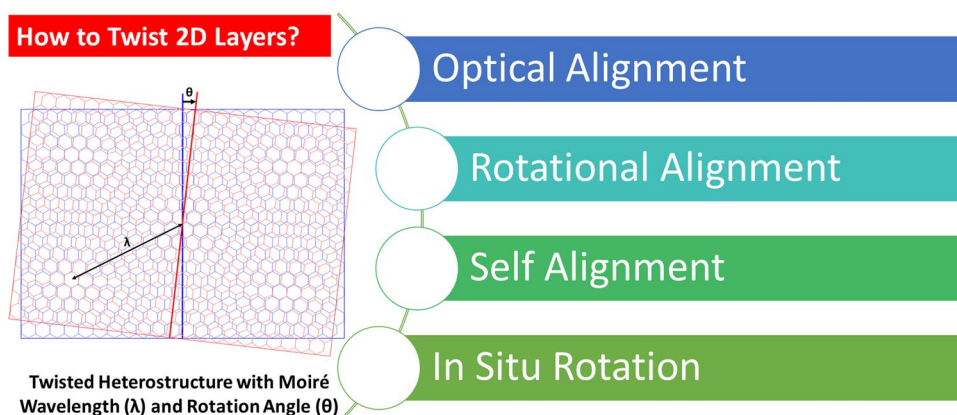 How to Twist 2D Layers?
θ
λ
Twisted Heterostructure with Moiré
Wavelength (λ) and Rotation Angle (θ)
Optical Alignment
Rotational Alignment
Self Alignment
In Situ Rotation